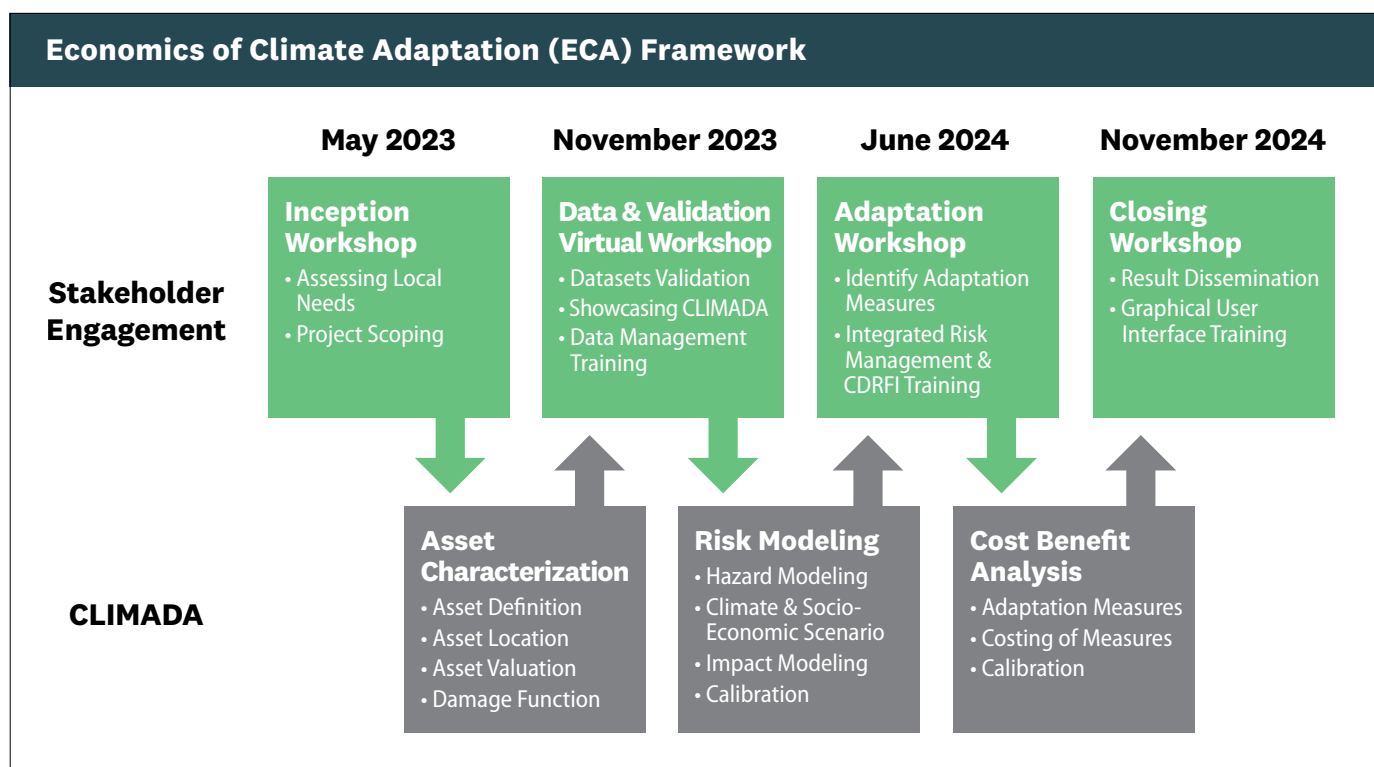 Economics of Climate Adaptation (ECA) Framework
May 2023
November 2023
June 2024
November 2024
Stakeholder
Engagement
Inception
Workshop
• Assessing Local
Needs
• Project Scoping
Data & Validation
Virtual Workshop
• Datasets Validation
• Showcasing CLIMADA
• Data Management
Training
Adaptation
Workshop
• Identify Adaptation
Measures
• Integrated Risk
Management &
CDRFI Training
Closing
Workshop
• Result Dissemination
• Graphical User
Interface Training
CLIMADA
Asset
Characterization
• Asset Definition
• Asset Location
• Asset Valuation
• Damage Function
Risk Modeling
• Hazard Modeling
• Climate & Socio-
Economic Scenario
• Impact Modeling
• Calibration
Cost Benefit
Analysis
• Adaptation Measures
• Costing of Measures
• Calibration